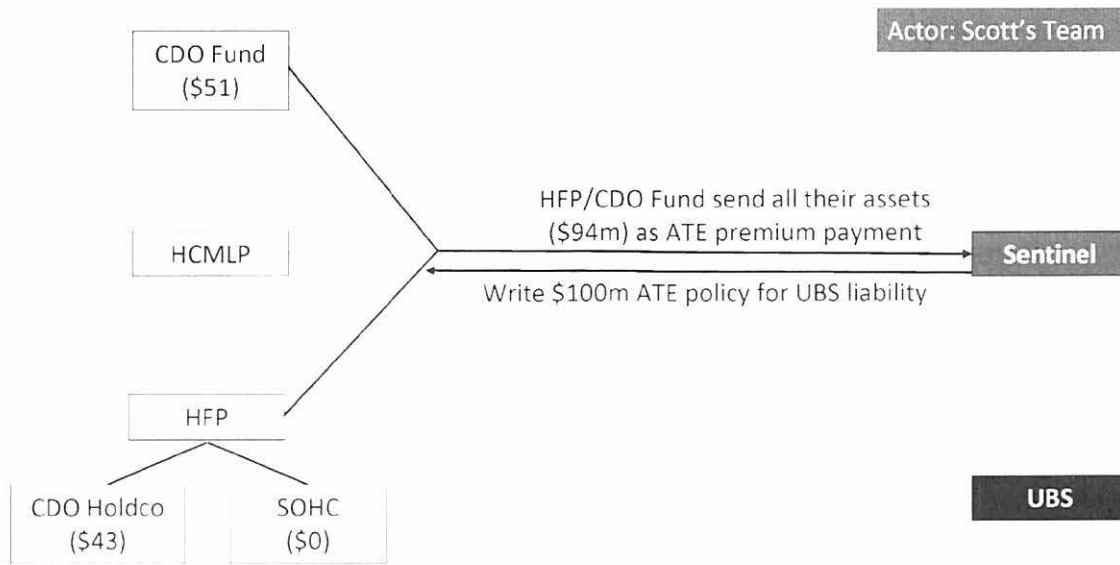 Actor: Scott's Team
CDO Fund
($51)
HFP/CDO Fund send all their assets
($94m) as ATE premium payment
HCMLP
Sentinel
Write $100m ATE policy for UBS liability
HFP
CDO Holdco
($43)
SOHC
($0)
UBS